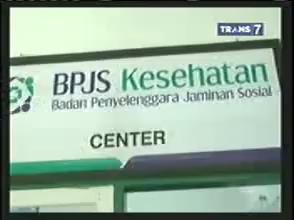 TRANS 7
BPJS Kesehatan
Badan Penyelenggara Jaminan Sosial
CENTER